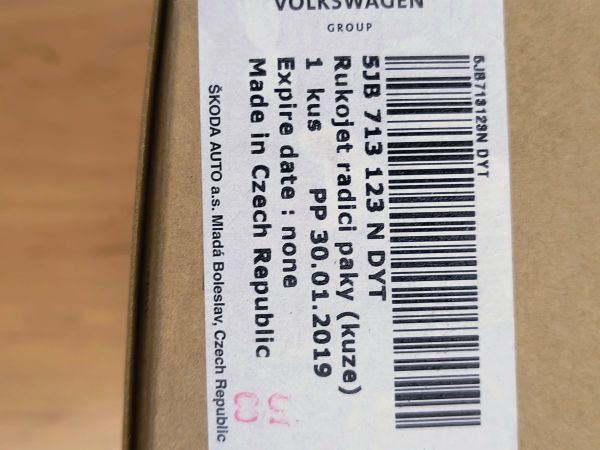 VOLKSWAGEN
GROUP
5JB713123N DYT
5JB 713 123 N DYT
Rukojet radici paky (kuze)
1 kus PP 30.01.2019
Expire date : none
Made in Czech Republic
ŠKODA AUTO a.s. Mladá Boleslav, Czech Republic